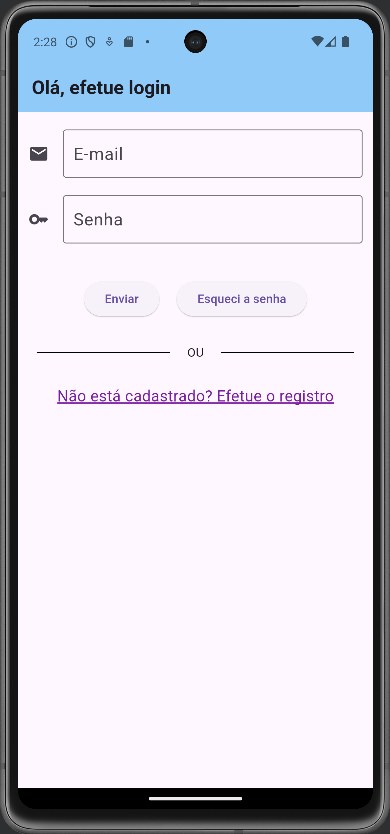 2:28
Olá, efetue login
E-mail
Senha
Enviar
Esqueci a senha
OU
Não está cadastrado? Efetue o registro